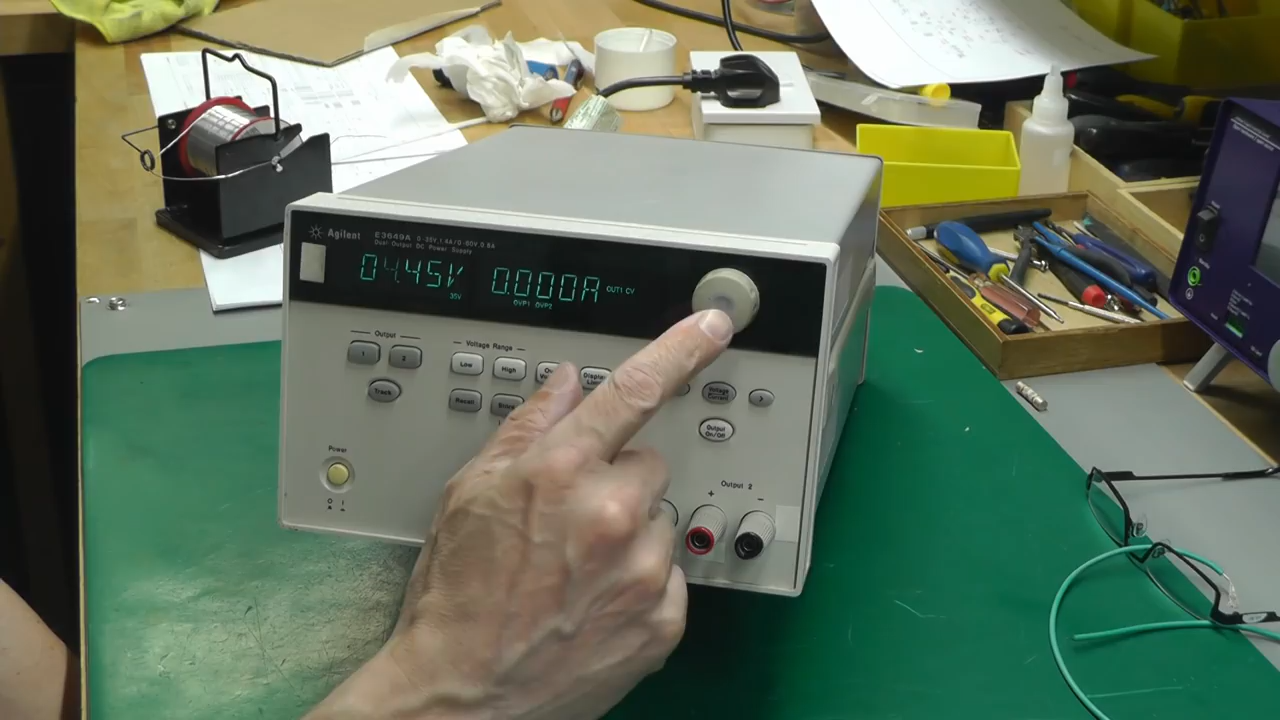 Agilent E3649A 0-35V,1.4A/0-60V,0.8A
Dual Output DC Power Supply
04.45V 0.000A OUT1 CV
35V
OVP1 OVP2
Output
1 2
Track
Voltage Range
Low High
Recall Store
Voltage
Current
>
Output
On/Off
Power
Output 2
+ -